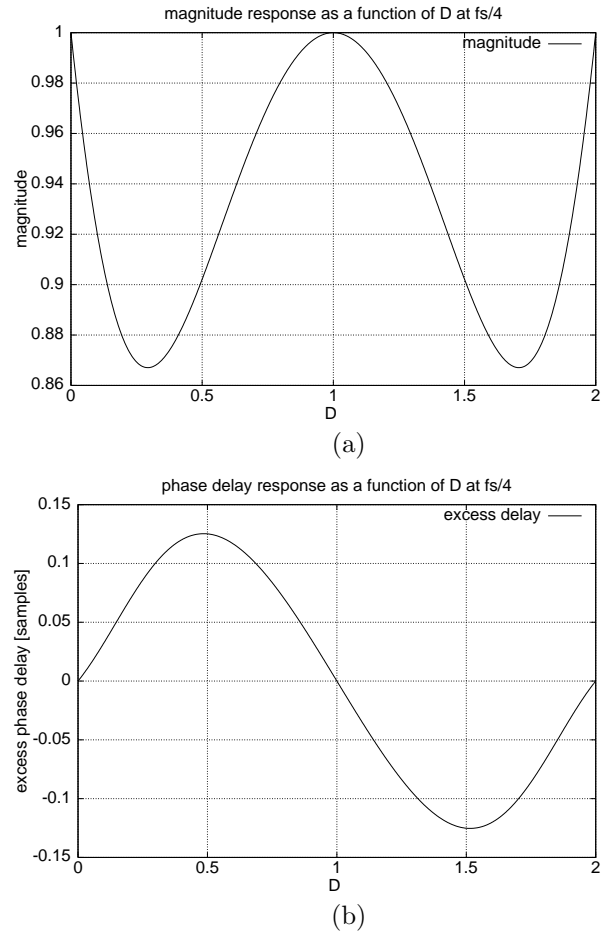 magnitude response as a function of D at fs/4
1
magnitude
0.98
0.96
0.94
0.92
0.9
0.88
0.86
magnitude
0 0.5 1 1.5 2
D
(a)
phase delay response as a function of D at fs/4
0.15
excess delay
0.1
0.05
0
-0.05
-0.1
-0.15
excess phase delay [samples]
0 0.5 1 1.5 2
D
(b)